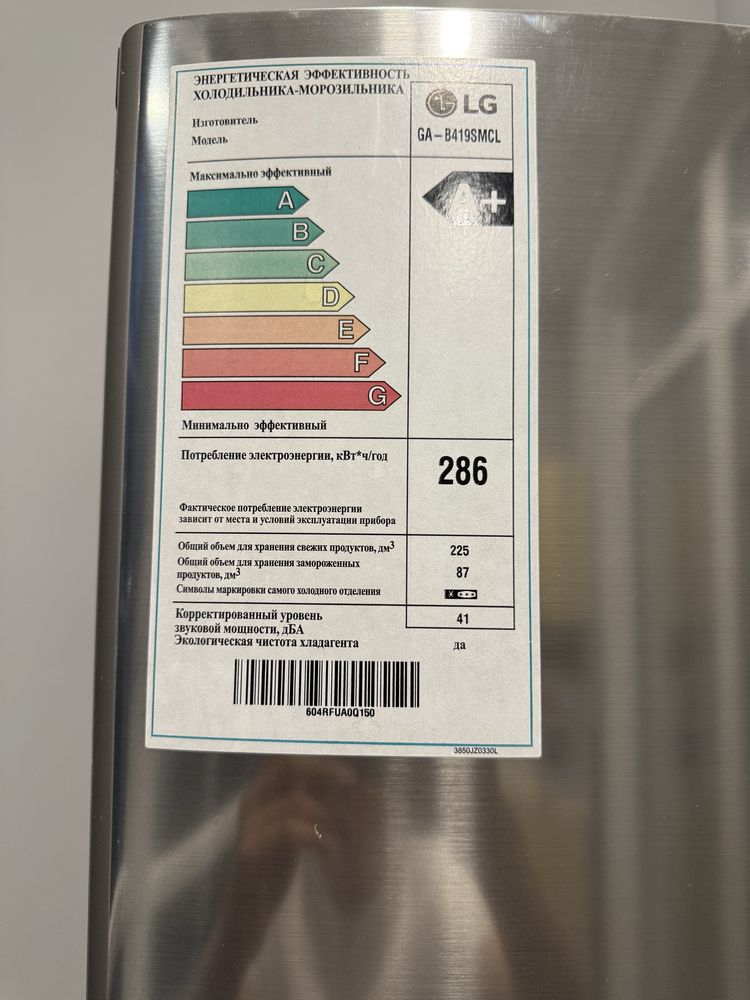 ЭНЕРГЕТИЧЕСКАЯ ЭФФЕКТИВНОСТЬ
ХОЛОДИЛЬНИКА-МОРОЗИЛЬНИКА
LG
Изготовитель
Модель
GA-B419SMCL
Максимально эффективный
A+
A
B
C
D
E
F
G
Минимально эффективный
Потребление электроэнергии, кВт*ч/год
286
Фактическое потребление электроэнергии
зависит от места и условий эксплуатации прибора
Общий объем для хранения свежих продуктов, дм3 225
Общий объем для хранения замороженных
продуктов, дм3 87
Символы маркировки самого холодного отделения
Корректированный уровень 41
звуковой мощности, дБА
Экологическая чистота хладагента да
604RFUA0Q150
3850JZ0330L